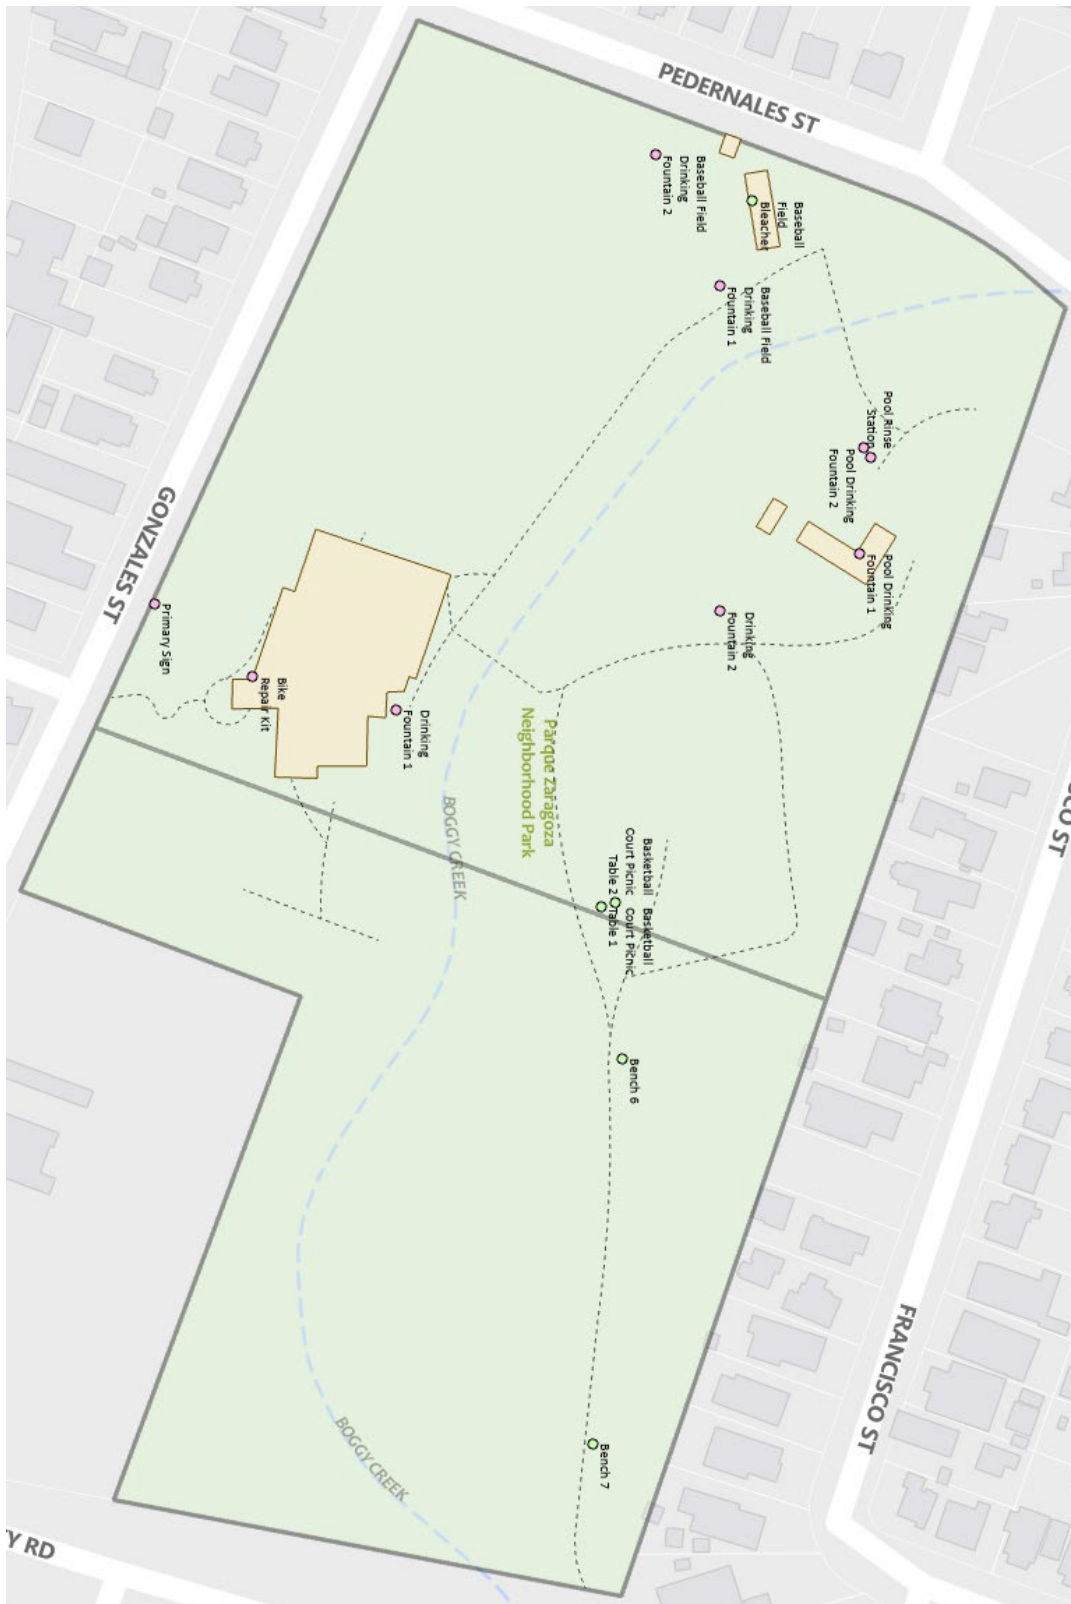 PEDERNALES ST
Baseball
Field
Bleacher
Baseball Field
Drinking
Fountain 2
Baseball Field
Drinking
Fountain 1
Pool Rinse
Station
Pool Drinking
Fountain 2
Pool Drinking
Fountain 1
Drinking
Fountain 2
GONZALES ST
Primary Sign
Bike
Repair Kit
Drinking
Fountain 1
Parque Zaragoza
Neighborhood Park
BOGGY CREEK
Basketball
Court Picnic
Table 2
Basketball
Court Picnic
Table 1
SCO ST
Bench 6
FRANCISCO ST
BOGGY CREEK
Bench 7
TY RD